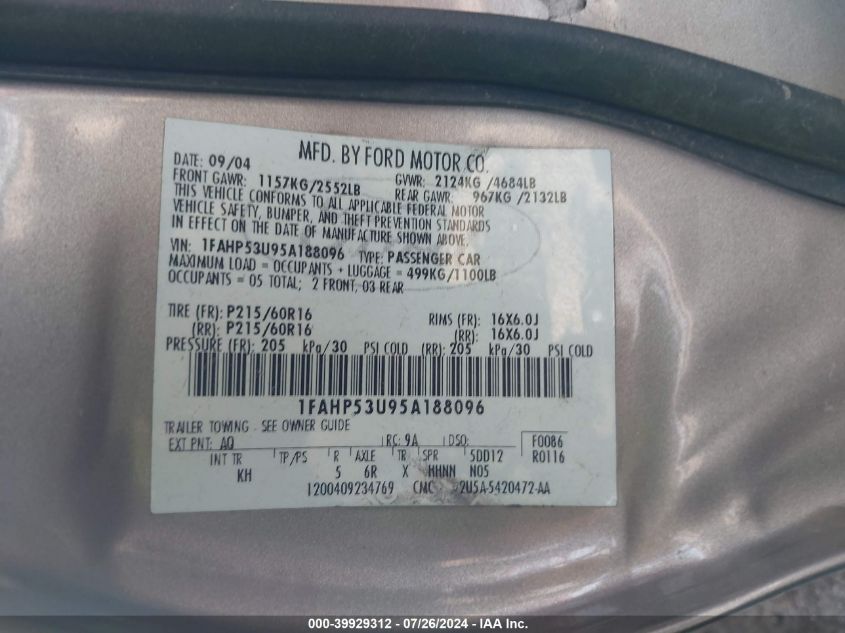 MFD. BY FORD MOTOR CO.
DATE: 09/04
FRONT GAWR: 1157KG/2552LB GVWR: 2124KG /4684LB
REAR GAWR: 967KG /2132LB
THIS VEHICLE CONFORMS TO ALL APPLICABLE FEDERAL MOTOR
VEHICLE SAFETY, BUMPER, AND THEFT PREVENTION STANDARDS
IN EFFECT ON THE DATE OF MANUFACTURE SHOWN ABOVE.
VIN: 1FAHP53U95A188096 TYPE: PASSENGER CAR
MAXIMUM LOAD = OCCUPANTS + LUGGAGE = 499KG/1100LB
OCCUPANTS = 05 TOTAL; 2 FRONT, 03 REAR
TIRE (FR): P215/60R16 RIMS (FR): 16X6.0J
(RR): P215/60R16 (RR): 16X6.0J
PRESSURE (FR): 205 kPa/30 PSI COLD (RR): 205 kPa/30 PSI COLD
1FAHP53U95A188096
TRAILER TOWING - SEE OWNER GUIDE
EXT PNT: AQ RC: 9A DSO: F0086
INT TR TP/PS R AXLE TR SPR 5DD12 R0116
KH 5 6R X HHNN N05
1200409234769 CMC 2U5A-5420472-AA
000-39929312 - 07/26/2024 - IAA Inc.